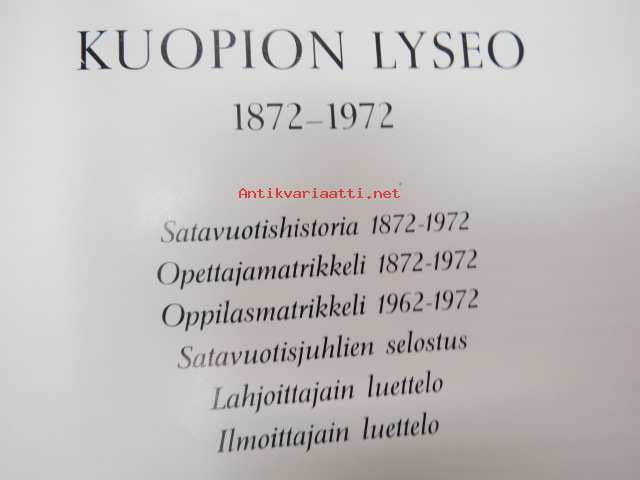 KUOPION LYSEO
1872–1972
Antikvariaatti.net
Satavuotishistoria 1872-1972
Opettajamatrikkeli 1872-1972
Oppilasmatrikkeli 1962-1972
Satavuotisjuhlien selostus
Lahjoittajain luettelo
Ilmoittajain luettelo